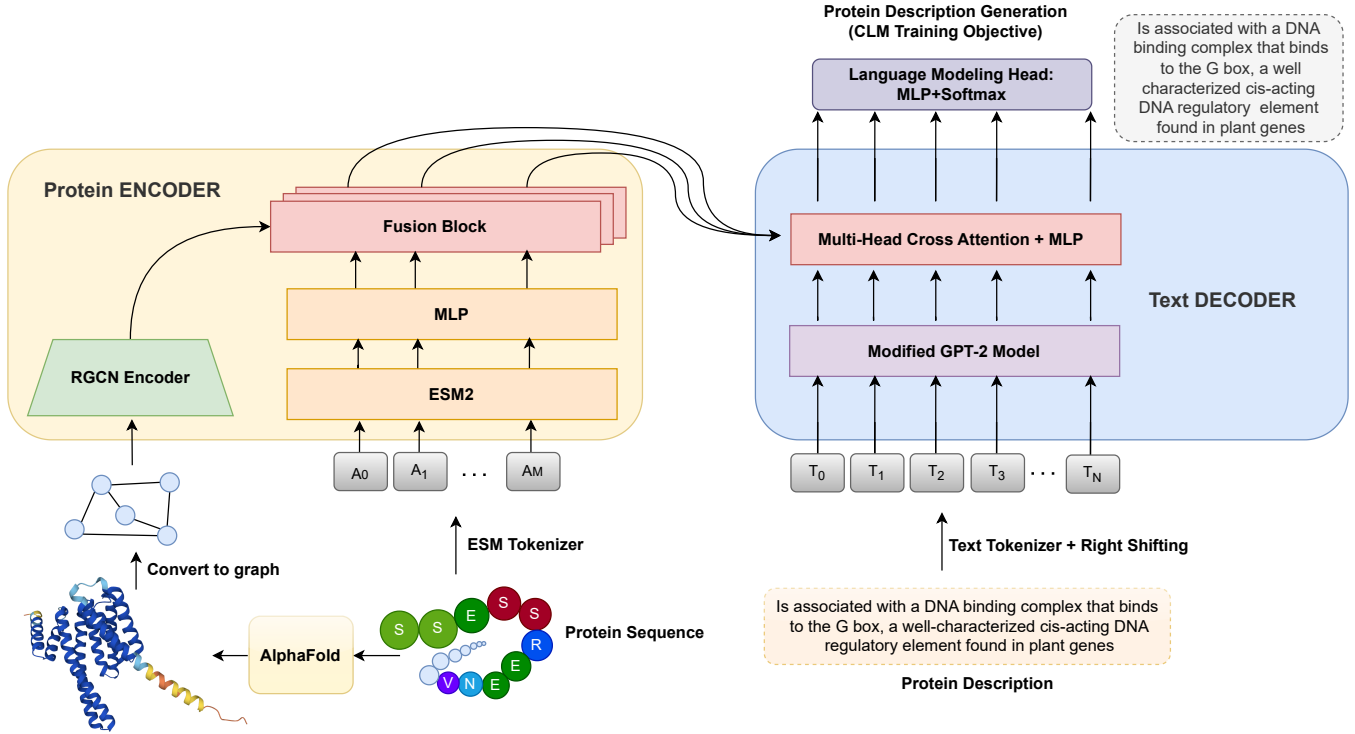 Protein Description Generation
(CLM Training Objective)
Is associated with a DNA
binding complex that binds
to the G box, a well
characterized cis-acting
DNA regulatory element
found in plant genes
Language Modeling Head:
MLP+Softmax
Protein ENCODER
Fusion Block
MLP
RGCN Encoder
ESM2
A0
A1
. . .
AM
Multi-Head Cross Attention + MLP
Text DECODER
Modified GPT-2 Model
T0
T1
T2
T3
. . .
TN
ESM Tokenizer
Convert to graph
Text Tokenizer + Right Shifting
AlphaFold
S S E S S R E E N V
Protein Sequence
Is associated with a DNA binding complex that binds
to the G box, a well-characterized cis-acting DNA
regulatory element found in plant genes
Protein Description